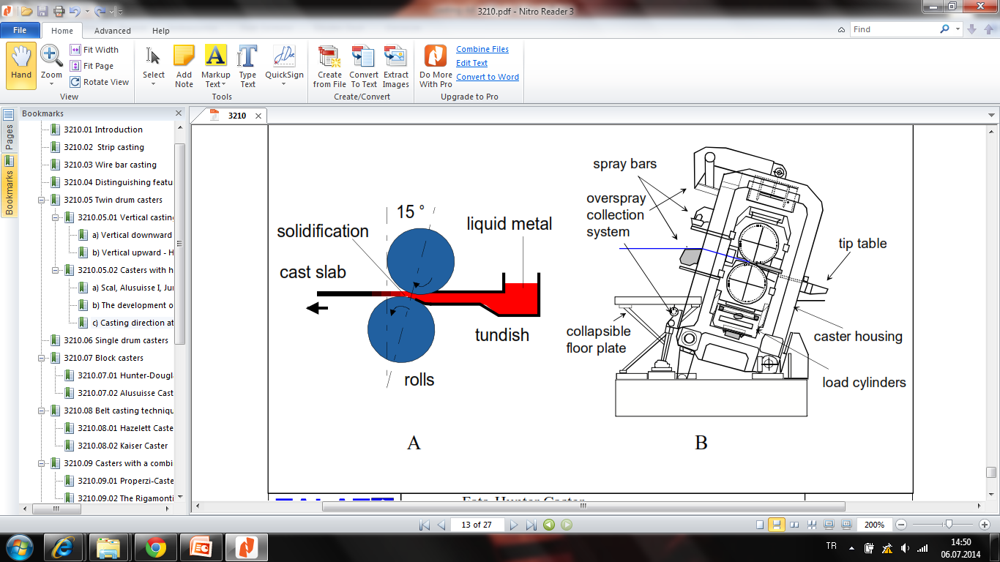 3210.pdf - Nitro Reader 3
File
Home
Advanced
Help
Find
Hand
Zoom
Fit Width
Fit Page
Rotate View
View
Select
Add Note
Markup Text
Type Text
QuickSign
Tools
Create from File
Convert To Text
Extract Images
Create/Convert
Do More With Pro
Combine Files
Edit Text
Convert to Word
Upgrade to Pro
Pages
Bookmarks
Bookmarks
3210.01 Introduction
3210.02 Strip casting
3210.03 Wire bar casting
3210.04 Distinguishing featu
3210.05 Twin drum casters
3210.05.01 Vertical casting
a) Vertical downward
b) Vertical upward - H
3210.05.02 Casters with h
a) Scal, Alusuisse I, Jur
b) The development o
c) Casting direction at
3210.06 Single drum casters
3210.07 Block casters
3210.07.01 Hunter-Dougla
3210.07.02 Alusuisse Cast
3210.08 Belt casting techniqu
3210.08.01 Hazelett Caste
3210.08.02 Kaiser Caster
3210.09 Casters with a combi
3210.09.01 Properzi-Caste
3210.09.02 The Rigamonti
3210
15 °
solidification
liquid metal
cast slab
tundish
rolls
A
spray bars
overspray
collection
system
tip table
collapsible
floor plate
caster housing
load cylinders
B
13 of 27
200%
TR
14:50
06.07.2014